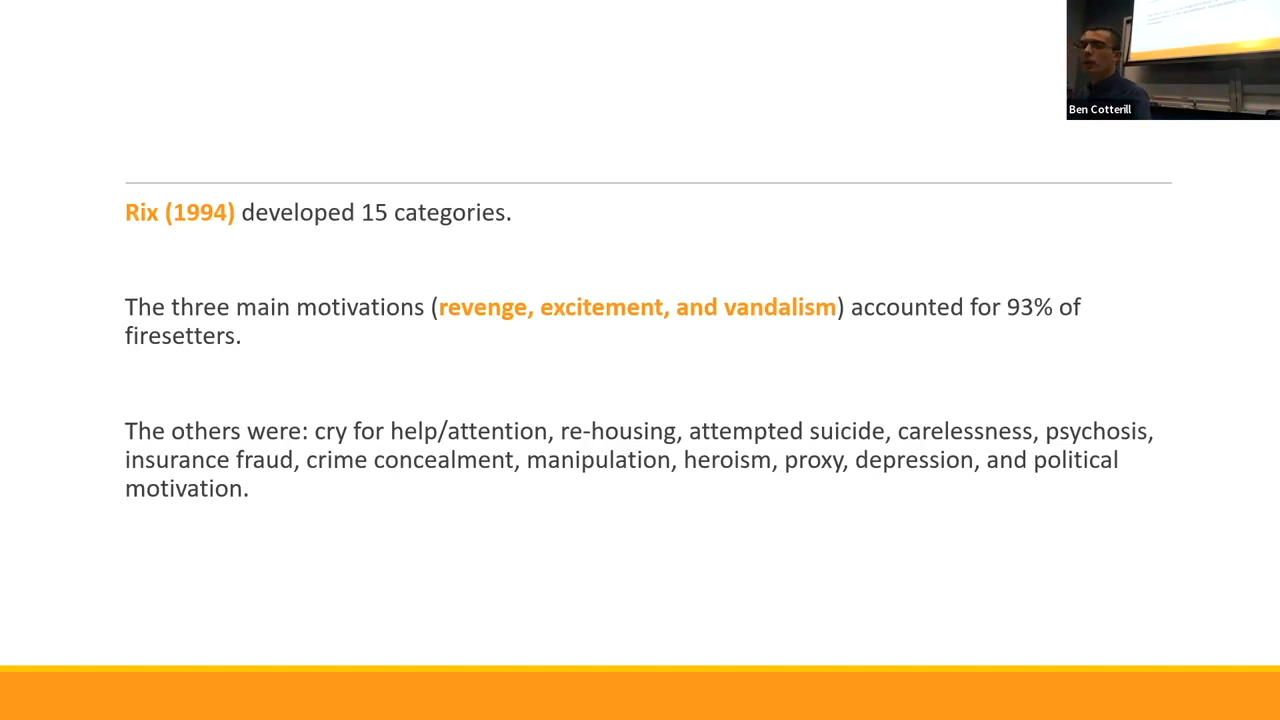 Ben Cotterill
Rix (1994) developed 15 categories.
The three main motivations (revenge, excitement, and vandalism) accounted for 93% of
firesetters.
The others were: cry for help/attention, re-housing, attempted suicide, carelessness, psychosis,
insurance fraud, crime concealment, manipulation, heroism, proxy, depression, and political
motivation.